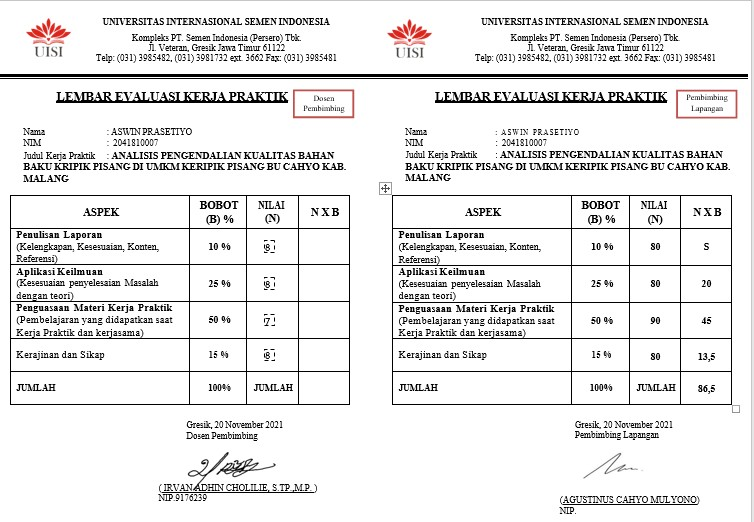 UISI
UNIVERSITAS INTERNASIONAL SEMEN INDONESIA
Kompleks PT. Semen Indonesia (Persero) Tbk.
Jl. Veteran, Gresik Jawa Timur 61122
Telp: (031) 3985482, (031) 3981732 ext. 3662 Fax: (031) 3985481
LEMBAR EVALUASI KERJA PRAKTIK
Dosen
Pembimbing
Nama : ASWIN PRASETIYO
NIM : 2041810007
Judul Kerja Praktik : ANALISIS PENGENDALIAN KUALITAS BAHAN
BAKU KRIPIK PISANG DI UMKM KERIPIK PISANG BU CAHYO KAB.
MALANG
ASPEK BOBOT (B) % NILAI (N) N X B
Penulisan Laporan
(Kelengkapan, Kesesuaian, Konten, 10 % 8
Referensi)
Aplikasi Keilmuan
(Kesesuaian penyelesaian Masalah 25 % 8
dengan teori)
Penguasaan Materi Kerja Praktik
(Pembelajaran yang didapatkan saat 50 % 7
Kerja Praktik dan kerjasama)
Kerajinan dan Sikap 15 % 8
JUMLAH 100% JUMLAH
Gresik, 20 November 2021
Dosen Pembimbing
( IRVAN ADHIN CHOLILIE, S.TP.,M.P. )
NIP.9176239
UISI
UNIVERSITAS INTERNASIONAL SEMEN INDONESIA
Kompleks PT. Semen Indonesia (Persero) Tbk.
Jl. Veteran, Gresik Jawa Timur 61122
Telp: (031) 3985482, (031) 3981732 ext. 3662 Fax: (031) 3985481
LEMBAR EVALUASI KERJA PRAKTIK
Pembimbing
Lapangan
Nama : ASWIN PRASETIYO
NIM : 2041810007
Judul Kerja Praktik : ANALISIS PENGENDALIAN KUALITAS BAHAN
BAKU KRIPIK PISANG DI UMKM KERIPIK PISANG BU CAHYO KAB.
MALANG
ASPEK BOBOT (B) % NILAI (N) N X B
Penulisan Laporan
(Kelengkapan, Kesesuaian, Konten, 10 % 80 S
Referensi)
Aplikasi Keilmuan
(Kesesuaian penyelesaian Masalah 25 % 80 20
dengan teori)
Penguasaan Materi Kerja Praktik
(Pembelajaran yang didapatkan saat 50 % 90 45
Kerja Praktik dan kerjasama)
Kerajinan dan Sikap 15 % 80 13,5
JUMLAH 100% JUMLAH 86,5
Gresik, 20 November 2021
Pembimbing Lapangan
(AGUSTINUS CAHYO MULYONO)
NIP.